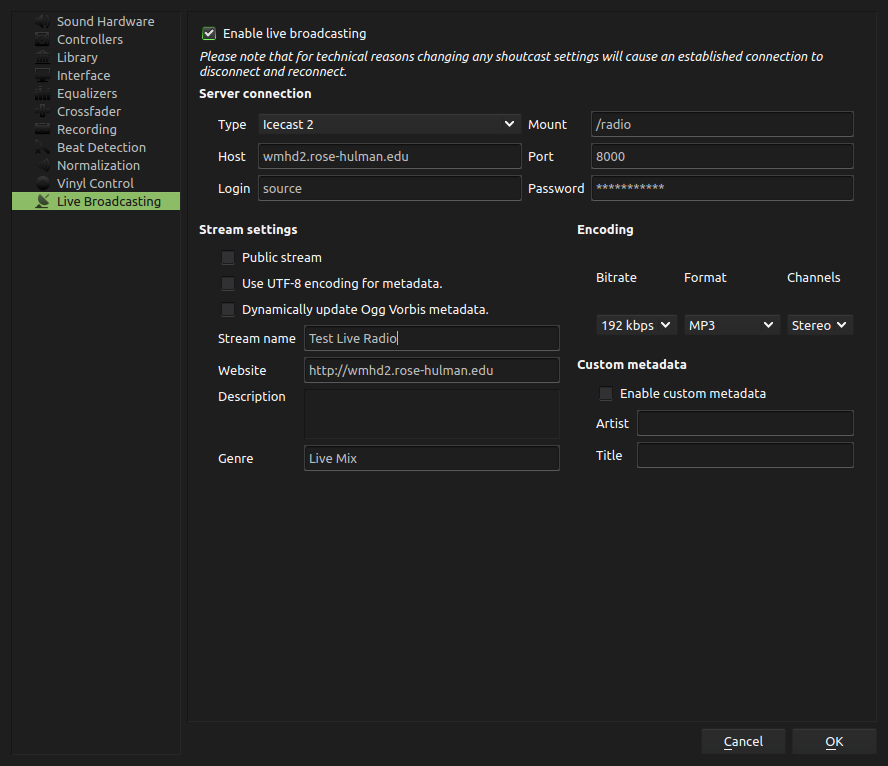 Sound Hardware
Controllers
Library
Interface
Equalizers
Crossfader
Recording
Beat Detection
Normalization
Vinyl Control
Live Broadcasting
Enable live broadcasting
Please note that for technical reasons changing any shoutcast settings will cause an established connection to
disconnect and reconnect.
Server connection
Type Icecast 2 Mount /radio
Host wmhd2.rose-hulman.edu Port 8000
Login source Password ***********
Stream settings
Public stream
Use UTF-8 encoding for metadata.
Dynamically update Ogg Vorbis metadata.
Stream name Test Live Radio
Website http://wmhd2.rose-hulman.edu
Description
Genre Live Mix
Encoding
Bitrate Format Channels
192 kbps MP3 Stereo
Custom metadata
Enable custom metadata
Artist
Title
Cancel OK